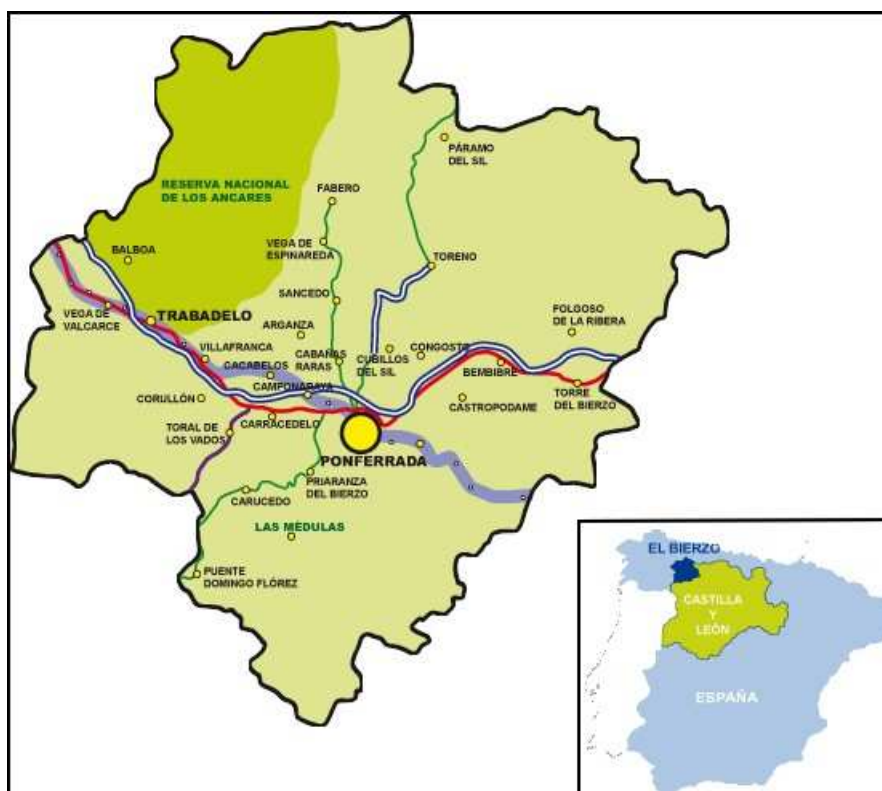 PÁRAMO
DEL SIL
RESERVA NACIONAL
DE LOS ANCARES
FABERO
BALBOA
VEGA DE
ESPINAREDA
TORENO
SANCEDO
VEGA DE
VALCARCE
TRABADELO
ARGANZA
FOLGOSO
DE LA RIBERA
VILLAFRANCA
CACABELOS
CABAÑAS
RARAS
CUBILLOS
DEL SIL
CONGOSTO
BEMBIBRE
CORULLÓN
CAMPONARAYA
CASTROPODAME
TORRE
DEL BIERZO
TORAL DE
LOS VADOS
CARRACEDELO
PONFERRADA
CARUCEDO
PRIARANZA
DEL BIERZO
LAS MÉDULAS
PUENTE
DOMINGO FLÓREZ
EL BIERZO
CASTILLA
Y
LEÓN
ESPAÑA